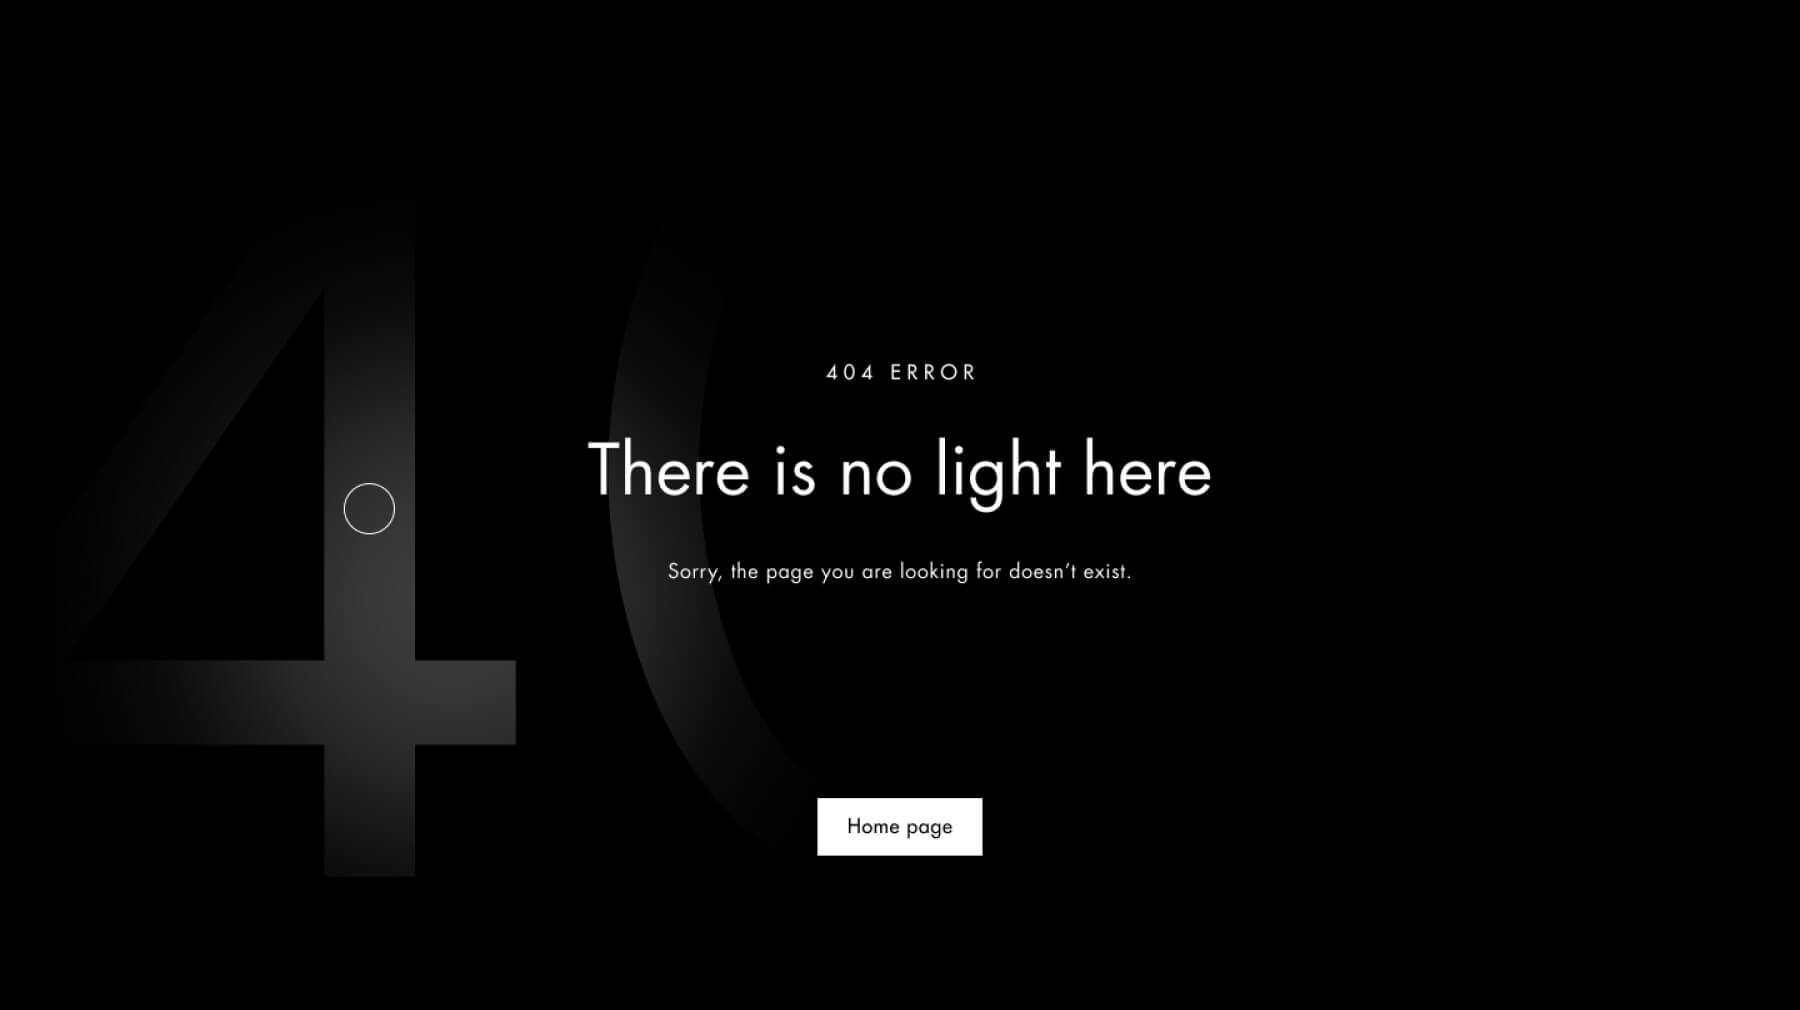 404 ERROR
There is no light here
Sorry, the page you are looking for doesn’t exist.
Home page
40